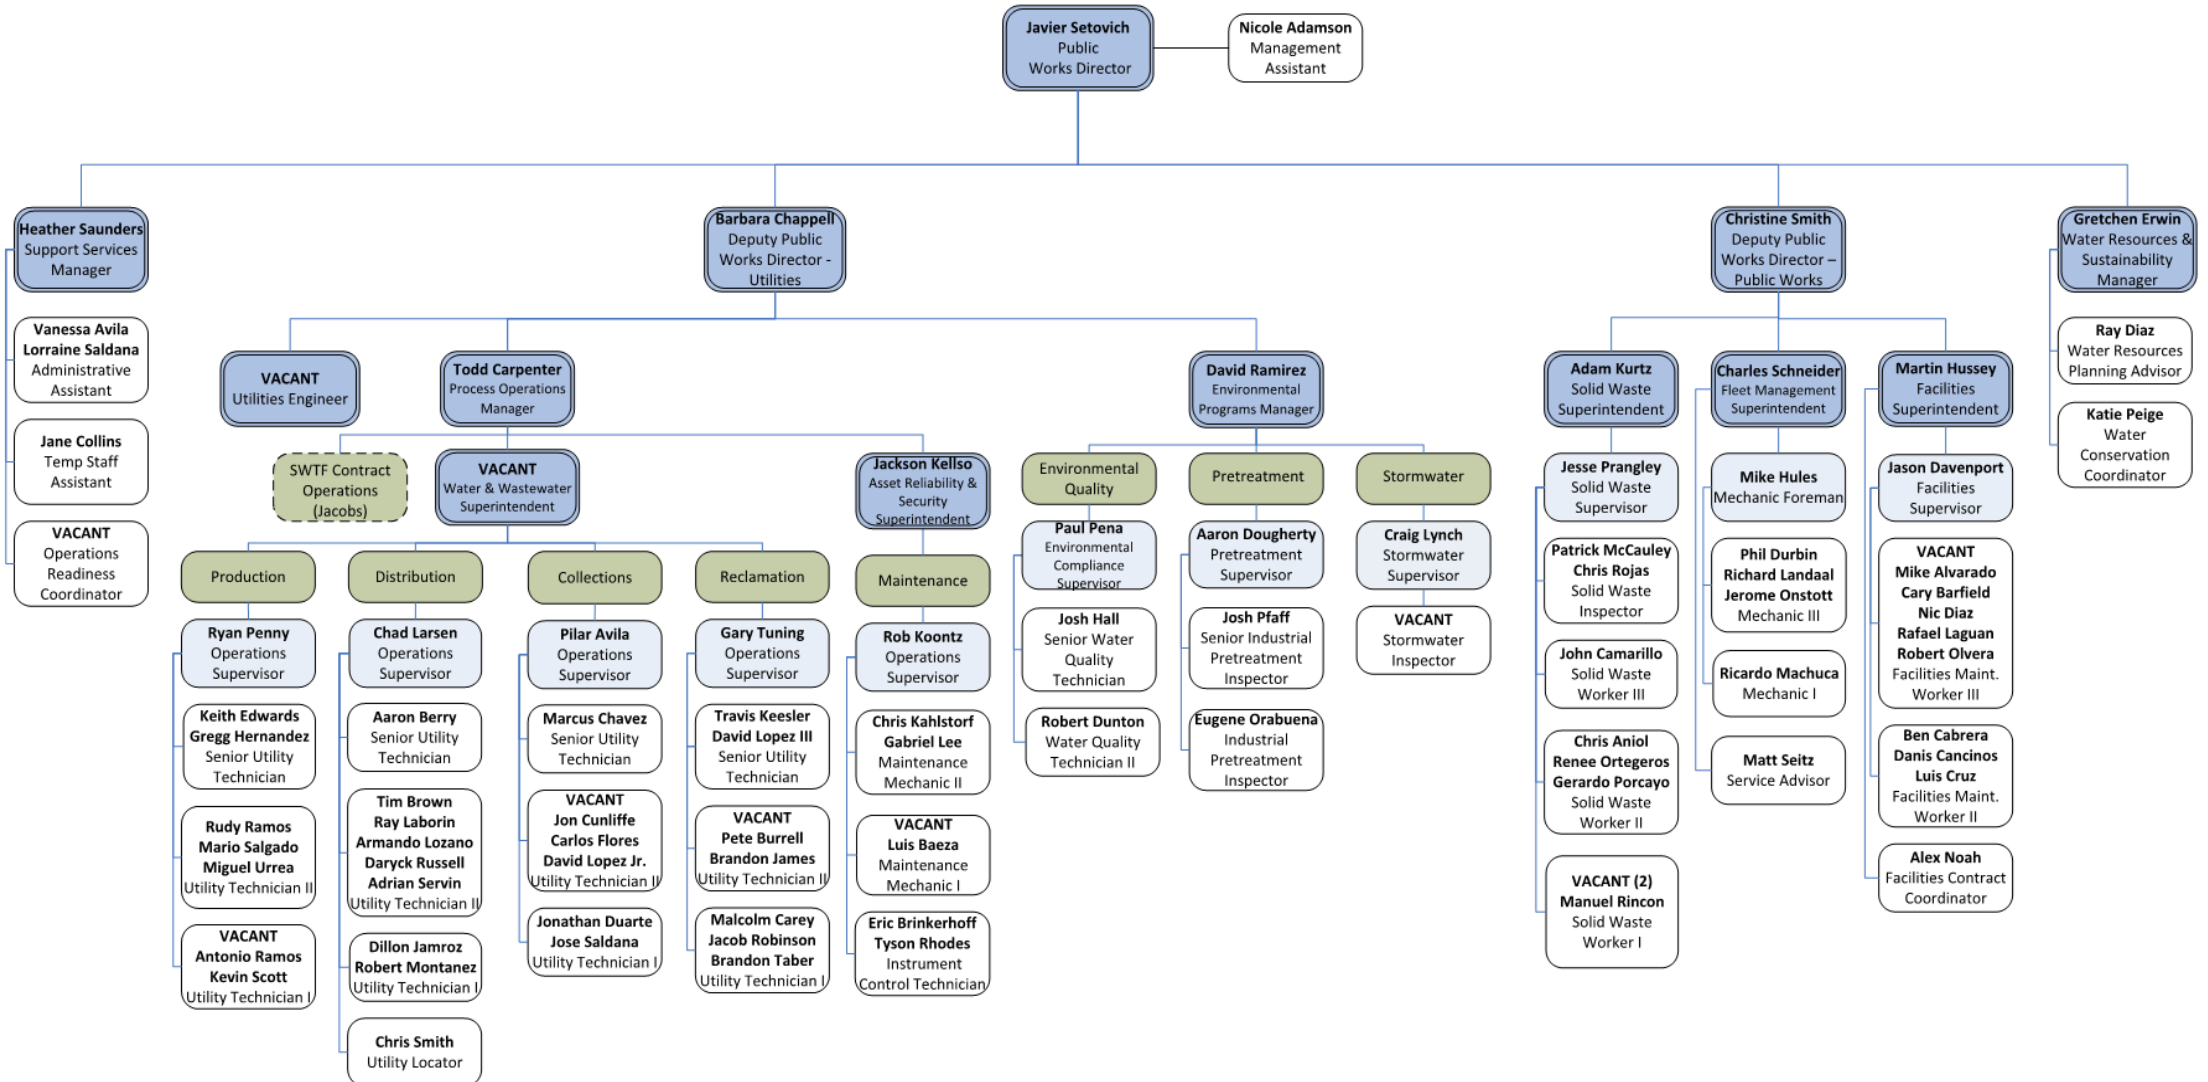 Javier Setovich
Public
Works Director
Nicole Adamson
Management
Assistant
Heather Saunders
Support Services
Manager
Vanessa Avila
Lorraine Saldana
Administrative
Assistant
Jane Collins
Temp Staff
Assistant
VACANT
Operations
Readiness
Coordinator
Barbara Chappell
Deputy Public
Works Director -
Utilities
VACANT
Utilities Engineer
Todd Carpenter
Process Operations
Manager
SWTF Contract
Operations
(Jacobs)
VACANT
Water & Wastewater
Superintendent
Production
Ryan Penny
Operations
Supervisor
Keith Edwards
Gregg Hernandez
Senior Utility
Technician
Rudy Ramos
Mario Salgado
Miguel Urrea
Utility Technician II
VACANT
Antonio Ramos
Kevin Scott
Utility Technician I
Distribution
Chad Larsen
Operations
Supervisor
Aaron Berry
Senior Utility
Technician
Tim Brown
Ray Laborin
Armando Lozano
Daryck Russell
Adrian Servin
Utility Technician II
Dillon Jamroz
Robert Montanez
Utility Technician I
Chris Smith
Utility Locator
Collections
Pilar Avila
Operations
Supervisor
Marcus Chavez
Senior Utility
Technician
VACANT
Jon Cunliffe
Carlos Flores
David Lopez Jr.
Utility Technician II
Jonathan Duarte
Jose Saldana
Utility Technician I
Reclamation
Gary Tuning
Operations
Supervisor
Travis Keesler
David Lopez III
Senior Utility
Technician
VACANT
Pete Burrell
Brandon James
Utility Technician II
Malcolm Carey
Jacob Robinson
Brandon Taber
Utility Technician I
Jackson Kellso
Asset Reliability &
Security
Superintendent
Maintenance
Rob Koontz
Operations
Supervisor
Chris Kahlstorf
Gabriel Lee
Maintenance
Mechanic II
VACANT
Luis Baeza
Maintenance
Mechanic I
Eric Brinkerhoff
Tyson Rhodes
Instrument
Control Technician
David Ramirez
Environmental
Programs Manager
Environmental
Quality
Paul Pena
Environmental
Compliance
Supervisor
Josh Hall
Senior Water
Quality
Technician
Robert Dunton
Water Quality
Technician II
Pretreatment
Aaron Dougherty
Pretreatment
Supervisor
Josh Pfaff
Senior Industrial
Pretreatment
Inspector
Eugene Orabuena
Industrial
Pretreatment
Inspector
Stormwater
Craig Lynch
Stormwater
Supervisor
VACANT
Stormwater
Inspector
Christine Smith
Deputy Public
Works Director –
Public Works
Adam Kurtz
Solid Waste
Superintendent
Jesse Prangley
Solid Waste
Supervisor
Patrick McCauley
Chris Rojas
Solid Waste
Inspector
John Camarillo
Solid Waste
Worker III
Chris Aniol
Renee Ortegeros
Gerardo Porcayo
Solid Waste
Worker II
VACANT (2)
Manuel Rincon
Solid Waste
Worker I
Charles Schneider
Fleet Management
Superintendent
Mike Hules
Mechanic Foreman
Phil Durbin
Richard Landaal
Jerome Onstott
Mechanic III
Ricardo Machuca
Mechanic I
Matt Seitz
Service Advisor
Martin Hussey
Facilities
Superintendent
Jason Davenport
Facilities
Supervisor
VACANT
Mike Alvarado
Cary Barfield
Nic Diaz
Rafael Laguan
Robert Olvera
Facilities Maint.
Worker III
Ben Cabrera
Danis Cancinos
Luis Cruz
Facilities Maint.
Worker II
Alex Noah
Facilities Contract
Coordinator
Gretchen Erwin
Water Resources &
Sustainability
Manager
Ray Diaz
Water Resources
Planning Advisor
Katie Peige
Water
Conservation
Coordinator